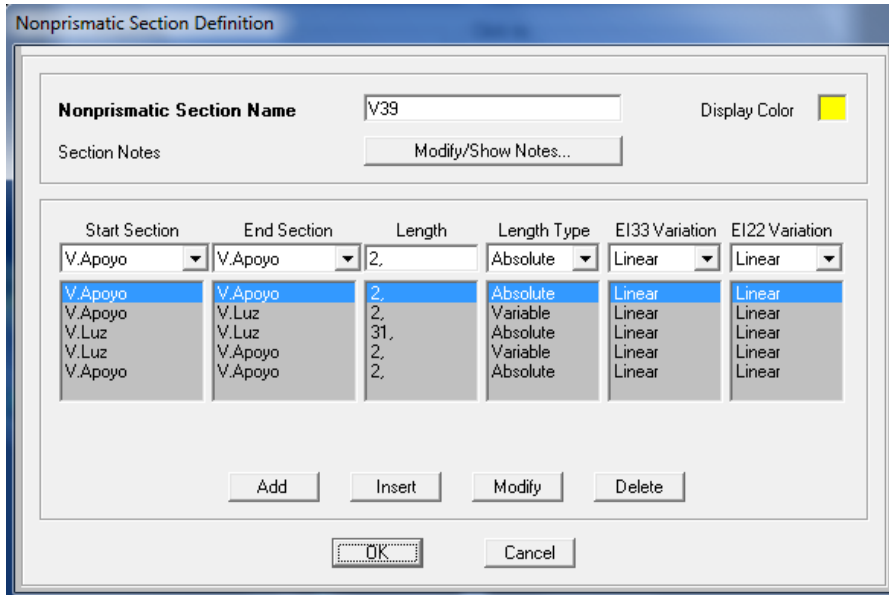 Nonprismatic Section Definition
Nonprismatic Section Name V39 Display Color
Section Notes Modify/Show Notes...
Start Section End Section Length Length Type EI33 Variation EI22 Variation
V.Apoyo V.Apoyo 2, Absolute Linear Linear
V.Apoyo V.Apoyo 2, Absolute Linear Linear
V.Apoyo V.Luz 2, Variable Linear Linear
V.Luz V.Luz 31, Absolute Linear Linear
V.Luz V.Apoyo 2, Variable Linear Linear
V.Apoyo V.Apoyo 2, Absolute Linear Linear
Add Insert Modify Delete
OK Cancel